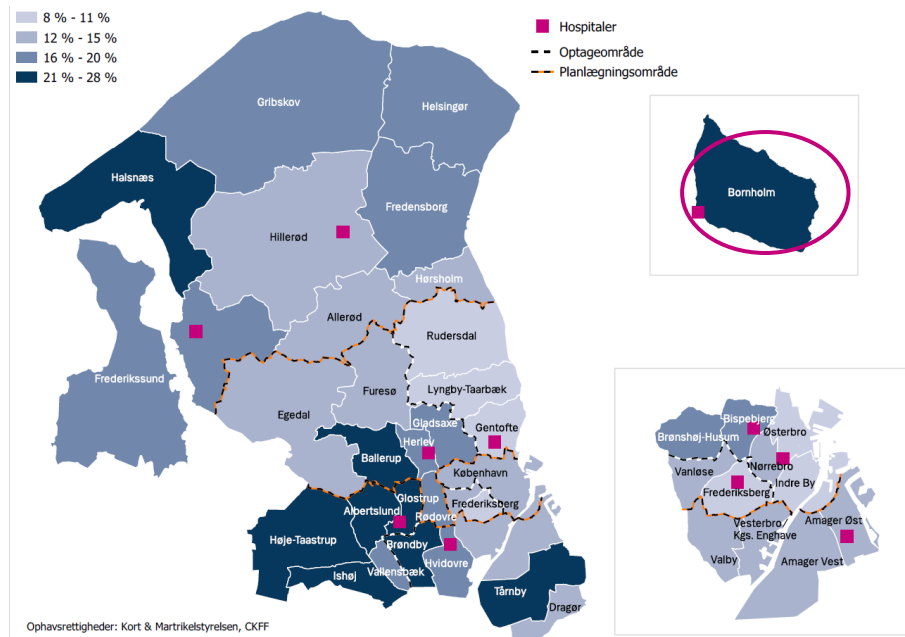 8 % - 11 %
12 % - 15 %
16 % - 20 %
21 % - 28 %
Hospitaler
Optageområde
Planlægningsområde
Gribskov
Helsingør
Halsnæs
Fredensborg
Hillerød
Hørsholm
Allerød
Rudersdal
Frederikssund
Furesø
Lyngby-Taarbæk
Egedal
Gladsaxe
Gentofte
Herlev
Ballerup
København
Glostrup
Frederiksberg
Albertslund
Rødovre
Høje-Taastrup
Brøndby
Hvidovre
Vallensbæk
Ishøj
Tårnby
Dragør
Bornholm
Bispebjerg
Østerbro
Brønshøj-Husum
Nørrebro
Vanløse
Indre By
Frederiksberg
Vesterbro/
Kgs. Enghave
Amager Øst
Valby
Amager Vest
Ophavsrettigheder: Kort & Martrikelstyrelsen, CKFF